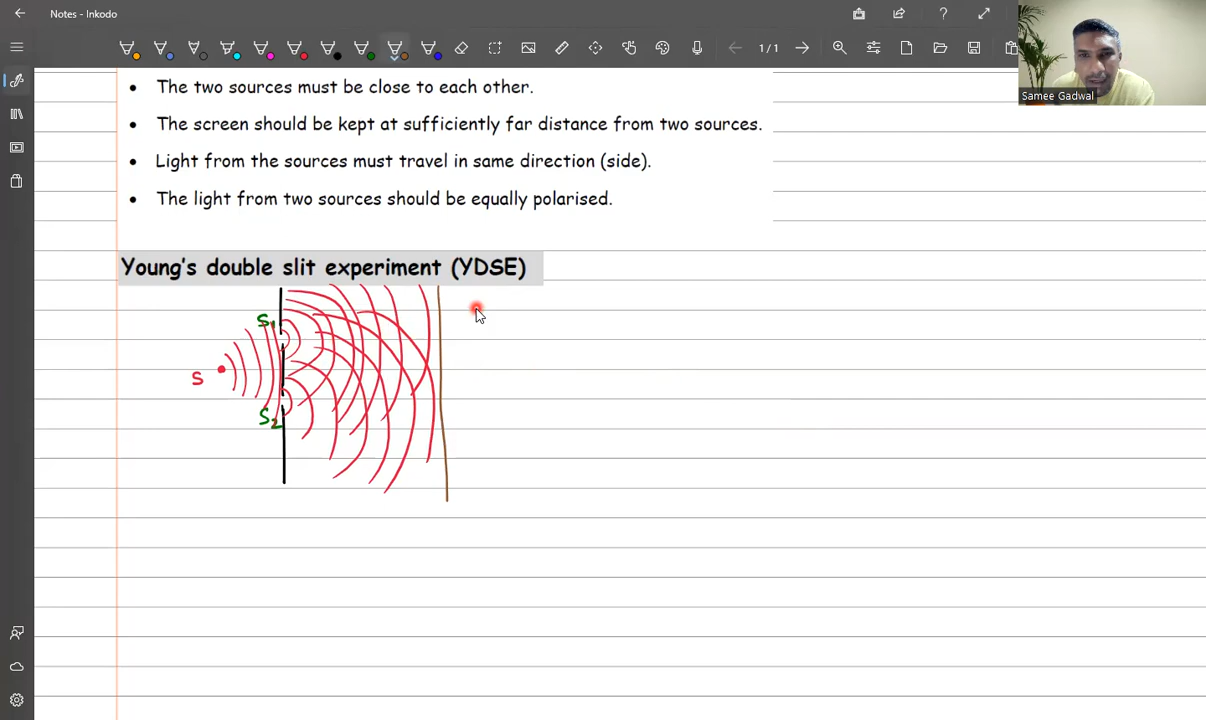 Notes - Inkodo
1/1
Samee Gadwal
• The two sources must be close to each other.
• The screen should be kept at sufficiently far distance from two sources.
• Light from the sources must travel in same direction (side).
• The light from two sources should be equally polarised.
Young's double slit experiment (YDSE)
S₁
S
S₂